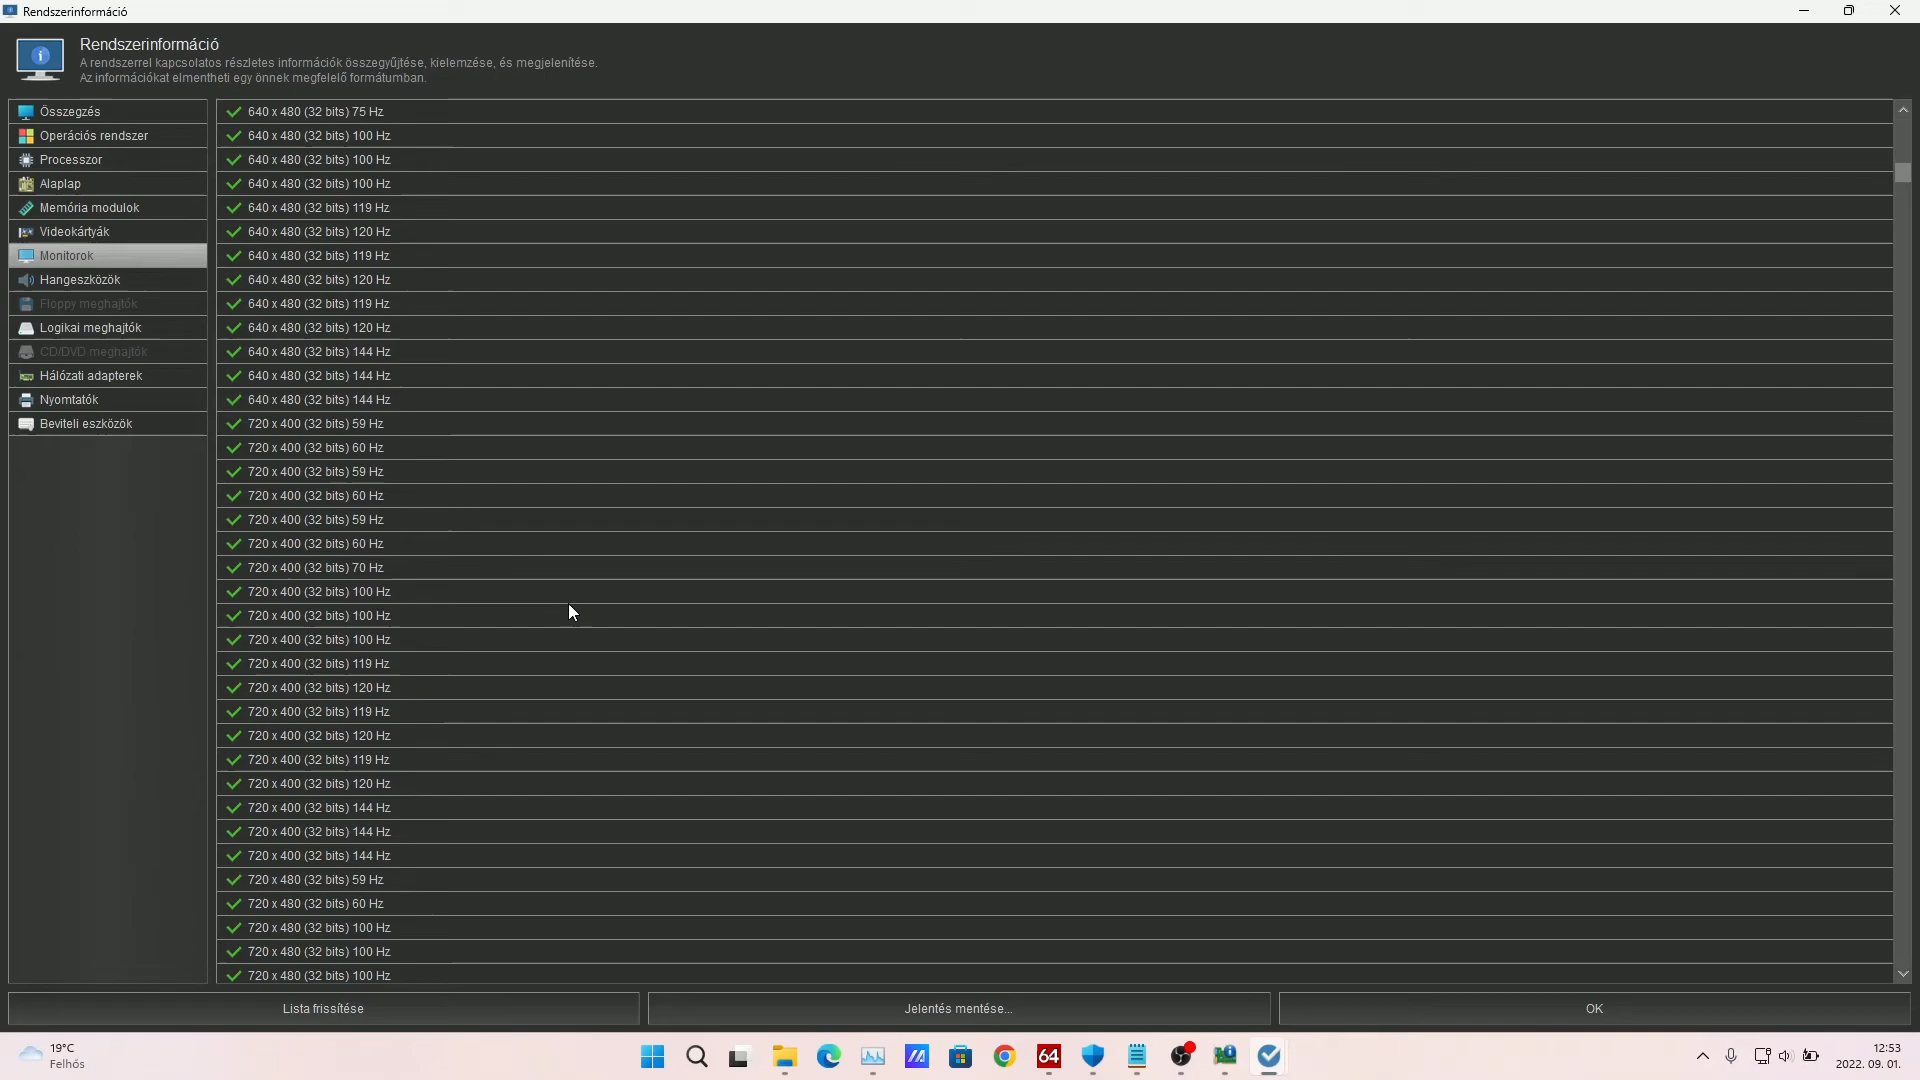 Rendszerinformáció
Rendszerinformáció
A rendszerrel kapcsolatos részletes információk összegyűjtése, kielemzése, és megjelenítése.
Az információkat elmentheti egy önnek megfelelő formátumban.
Összegzés
Operációs rendszer
Processzor
Alaplap
Memória modulok
Videokártyák
Monitorok
Hangeszközök
Floppy meghajtók
Logikai meghajtók
CD/DVD meghajtók
Hálózati adapterek
Nyomtatók
Beviteli eszközök
640 x 480 (32 bits) 75 Hz
640 x 480 (32 bits) 100 Hz
640 x 480 (32 bits) 100 Hz
640 x 480 (32 bits) 100 Hz
640 x 480 (32 bits) 119 Hz
640 x 480 (32 bits) 120 Hz
640 x 480 (32 bits) 119 Hz
640 x 480 (32 bits) 120 Hz
640 x 480 (32 bits) 119 Hz
640 x 480 (32 bits) 120 Hz
640 x 480 (32 bits) 144 Hz
640 x 480 (32 bits) 144 Hz
640 x 480 (32 bits) 144 Hz
720 x 400 (32 bits) 59 Hz
720 x 400 (32 bits) 60 Hz
720 x 400 (32 bits) 59 Hz
720 x 400 (32 bits) 60 Hz
720 x 400 (32 bits) 59 Hz
720 x 400 (32 bits) 60 Hz
720 x 400 (32 bits) 70 Hz
720 x 400 (32 bits) 100 Hz
720 x 400 (32 bits) 100 Hz
720 x 400 (32 bits) 100 Hz
720 x 400 (32 bits) 119 Hz
720 x 400 (32 bits) 120 Hz
720 x 400 (32 bits) 119 Hz
720 x 400 (32 bits) 120 Hz
720 x 400 (32 bits) 119 Hz
720 x 400 (32 bits) 120 Hz
720 x 400 (32 bits) 144 Hz
720 x 400 (32 bits) 144 Hz
720 x 400 (32 bits) 144 Hz
720 x 480 (32 bits) 59 Hz
720 x 480 (32 bits) 60 Hz
720 x 480 (32 bits) 100 Hz
720 x 480 (32 bits) 100 Hz
720 x 480 (32 bits) 100 Hz
Lista frissítése
Jelentés mentése...
OK
19°C
Felhős
64
12:53
2022. 09. 01.